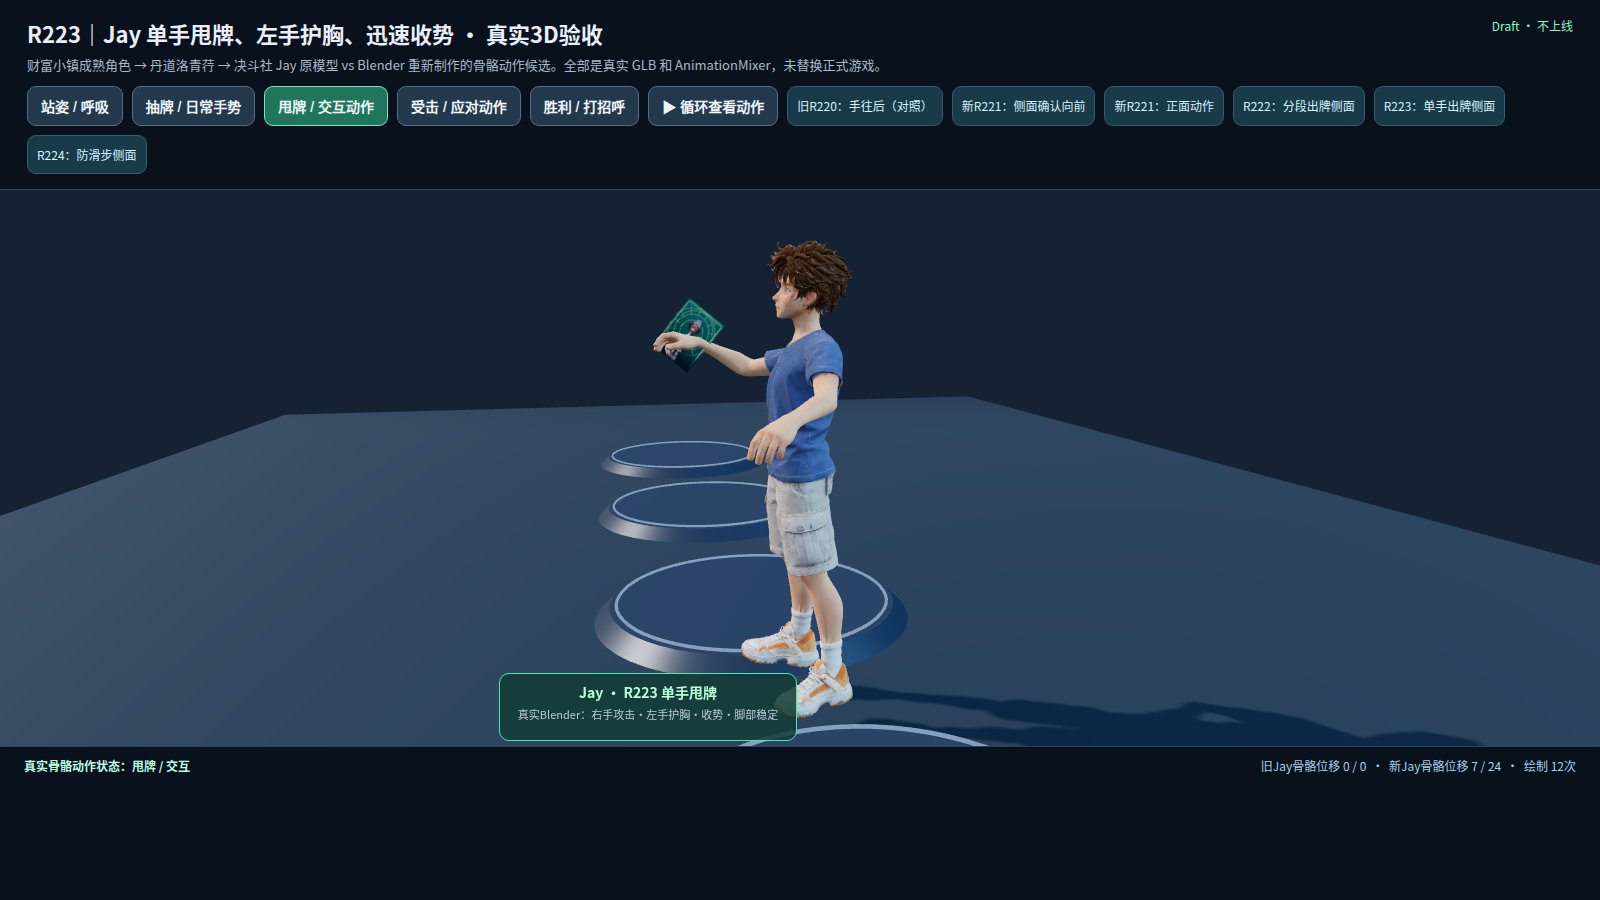 R223｜Jay 单手甩牌、左手护胸、迅速收势 · 真实3D验收
Draft · 不上线
财富小镇成熟角色 → 丹道洛青荇 → 决斗社 Jay 原模型 vs Blender 重新制作的骨骼动作候选。全部是真实 GLB 和 AnimationMixer，未替换正式游戏。
站姿 / 呼吸
抽牌 / 日常手势
甩牌 / 交互动作
受击 / 应对动作
胜利 / 打招呼
▶ 循环查看动作
旧R220：手往后（对照）
新R221：侧面确认向前
新R221：正面动作
R222：分段出牌侧面
R223：单手出牌侧面
R224：防滑步侧面
Jay · R223 单手甩牌
真实Blender：右手攻击·左手护胸·收势·脚部稳定
真实骨骼动作状态：甩牌 / 交互
旧Jay骨骼位移 0 / 0 · 新Jay骨骼位移 7 / 24 · 绘制 12次